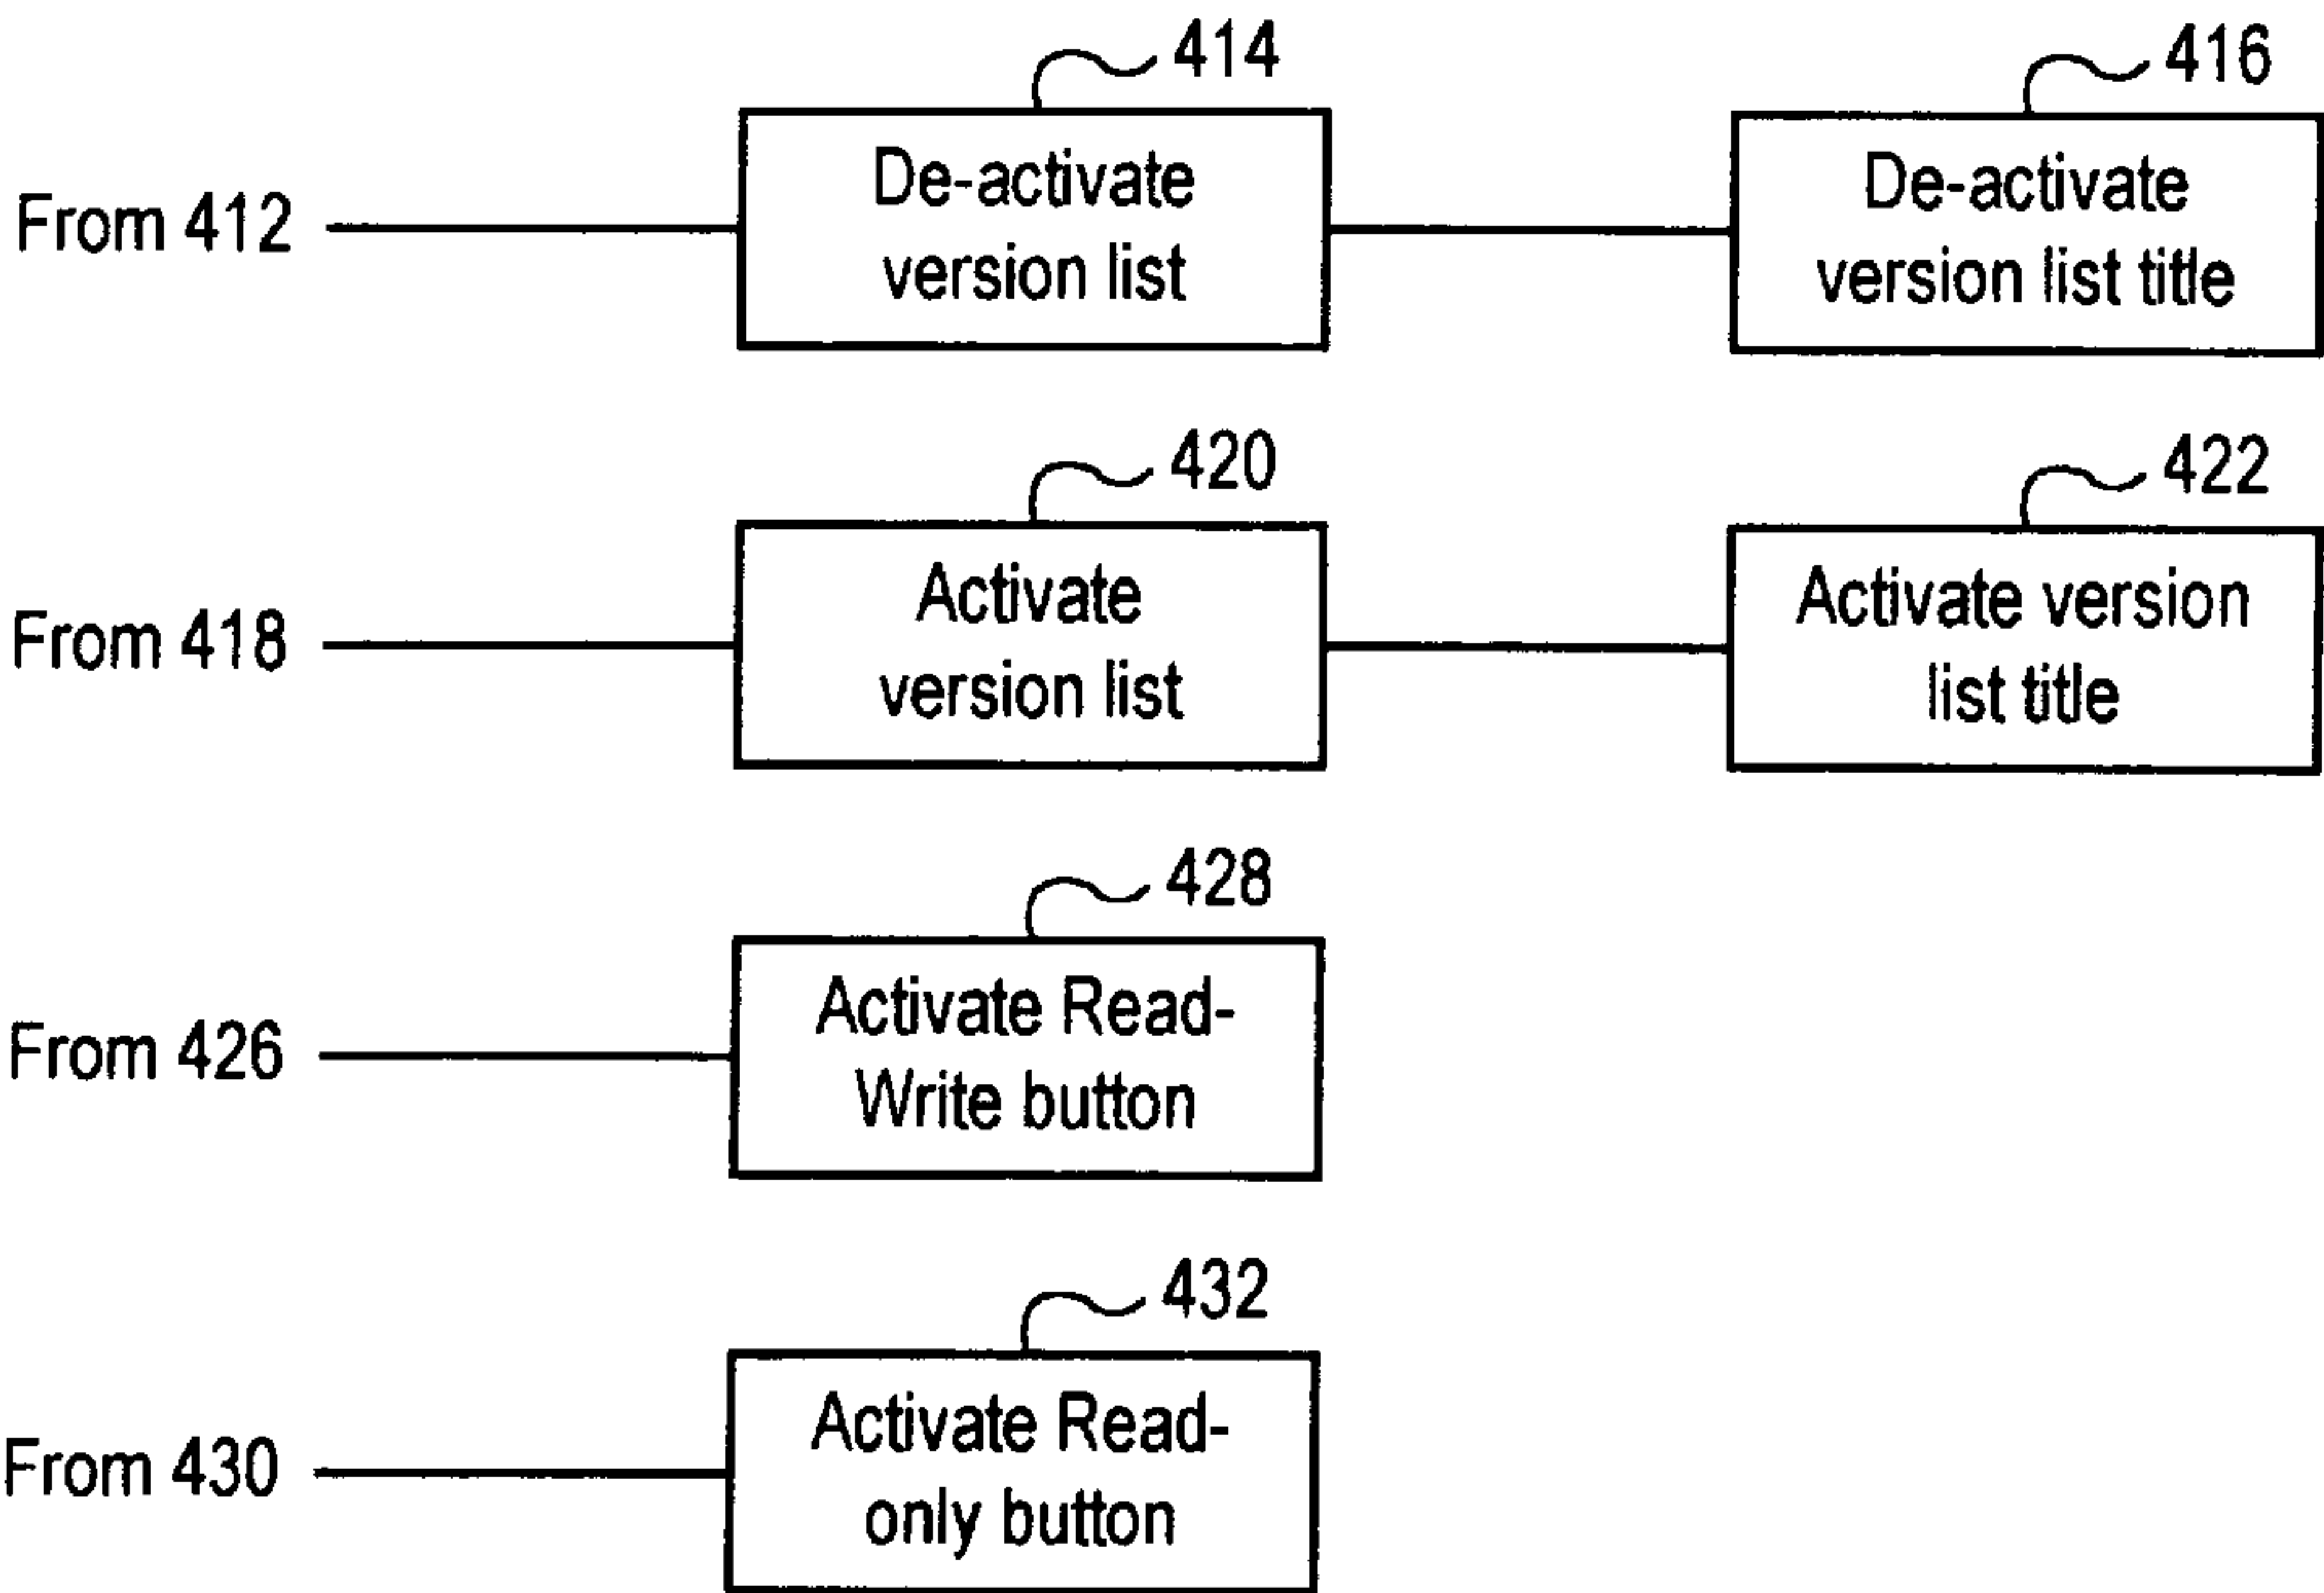 414
416
From 412
De-activate
version list
De-activate
version list title
420
422
From 418
Activate
version list
Activate version
list title
428
From 426
Activate Read-
Write button
432
From 430
Activate Read-
only button